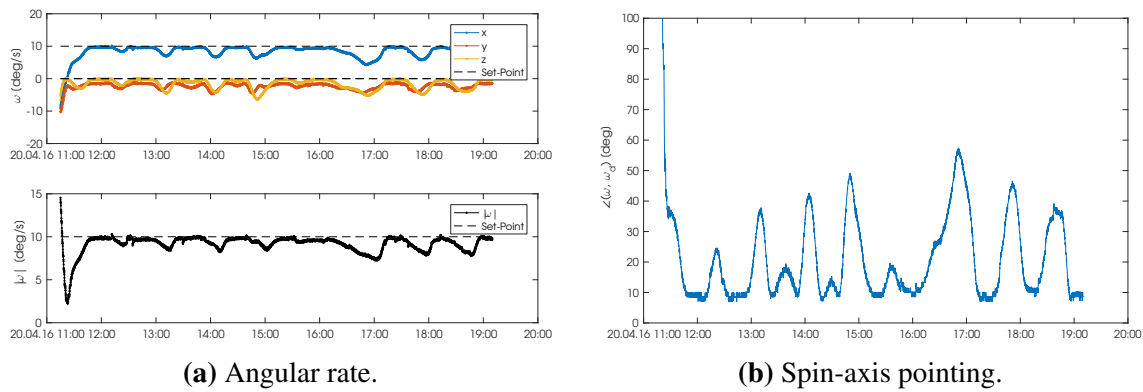 20
10
0
-10
-20
ω (deg/s)
x
y
z
Set-Point
20.04.16 11:00 12:00 13:00 14:00 15:00 16:00 17:00 18:00 19:00 20:00
15
10
5
0
|ω| (deg/s)
|ω|
Set-Point
20.04.16 11:00 12:00 13:00 14:00 15:00 16:00 17:00 18:00 19:00 20:00
(a) Angular rate.
100
90
80
70
60
50
40
30
20
10
0
∠(ω, ω_d) (deg)
20.04.16 11:00 12:00 13:00 14:00 15:00 16:00 17:00 18:00 19:00 20:00
(b) Spin-axis pointing.